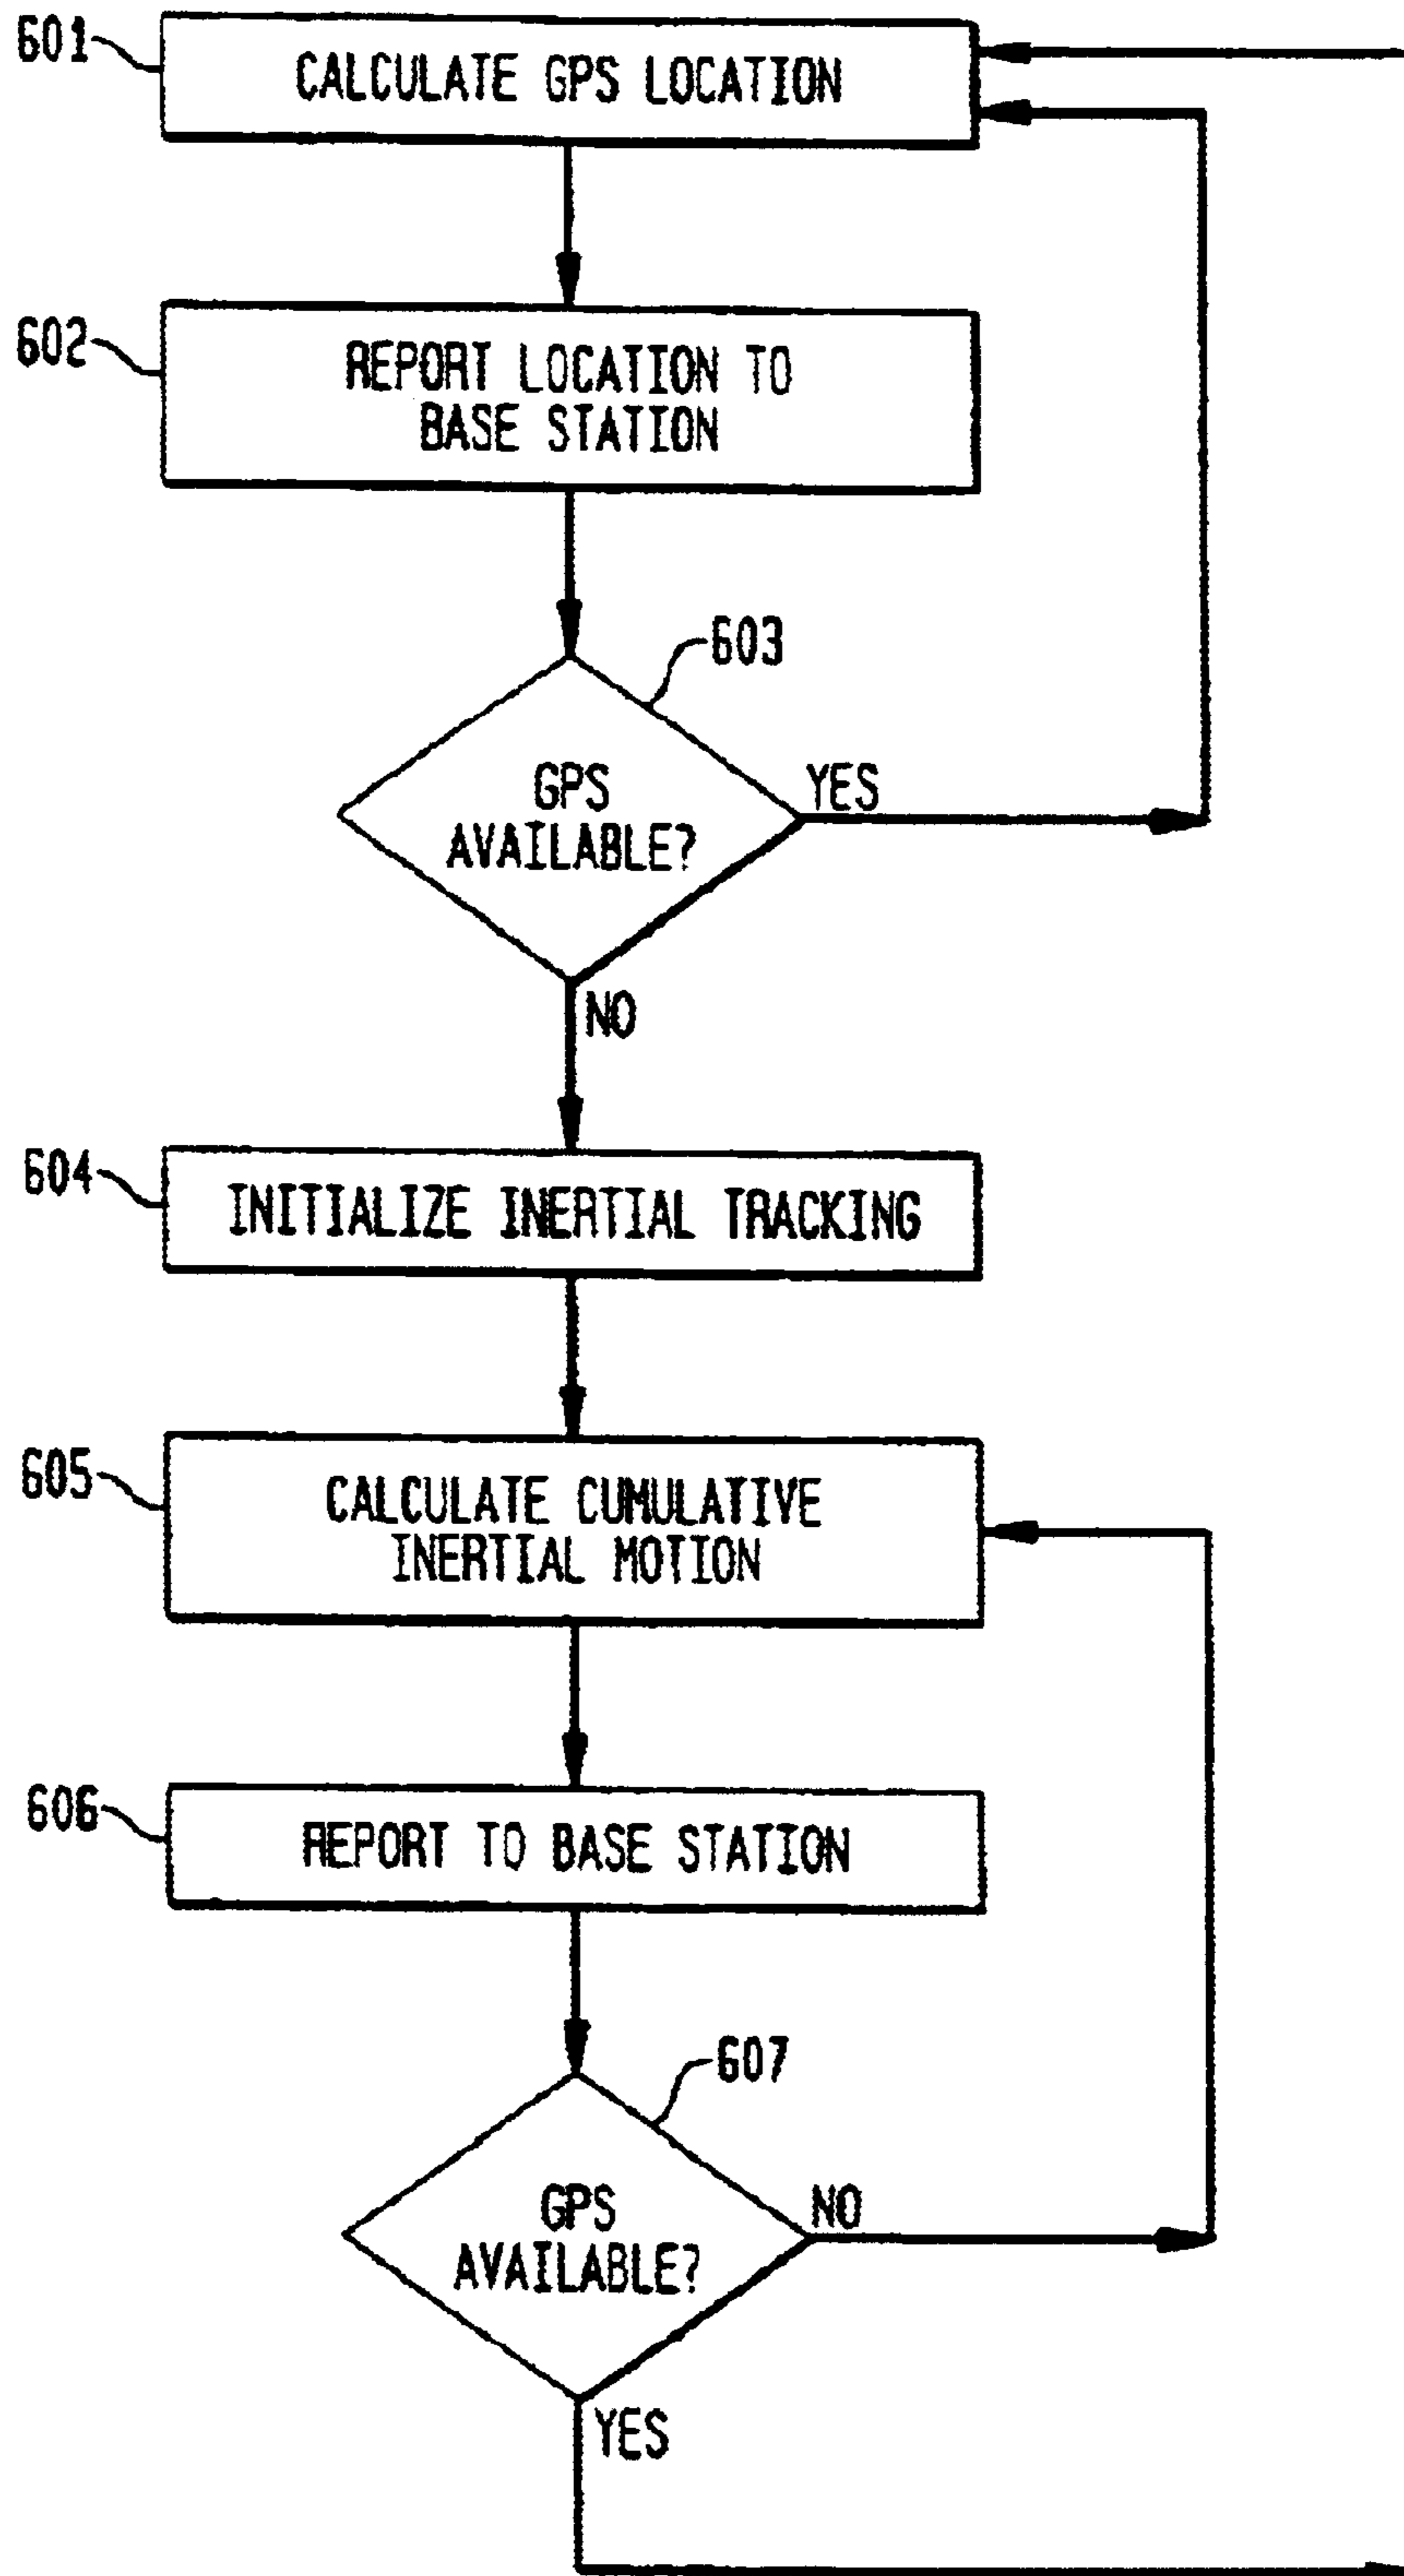 601
CALCULATE GPS LOCATION
602
REPORT LOCATION TO
BASE STATION
603
GPS
AVAILABLE?
YES
NO
604
INITIALIZE INERTIAL TRACKING
605
CALCULATE CUMULATIVE
INERTIAL MOTION
606
REPORT TO BASE STATION
607
GPS
AVAILABLE?
NO
YES